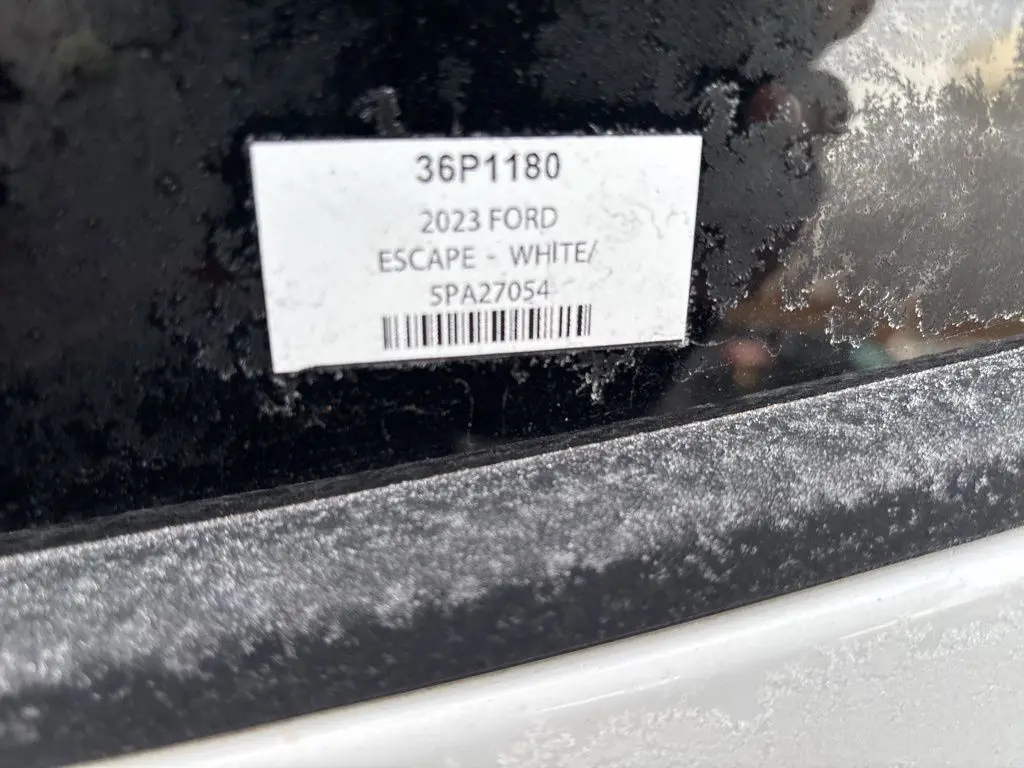 36P1180
2023 FORD
ESCAPE - WHITE/
5PA27054